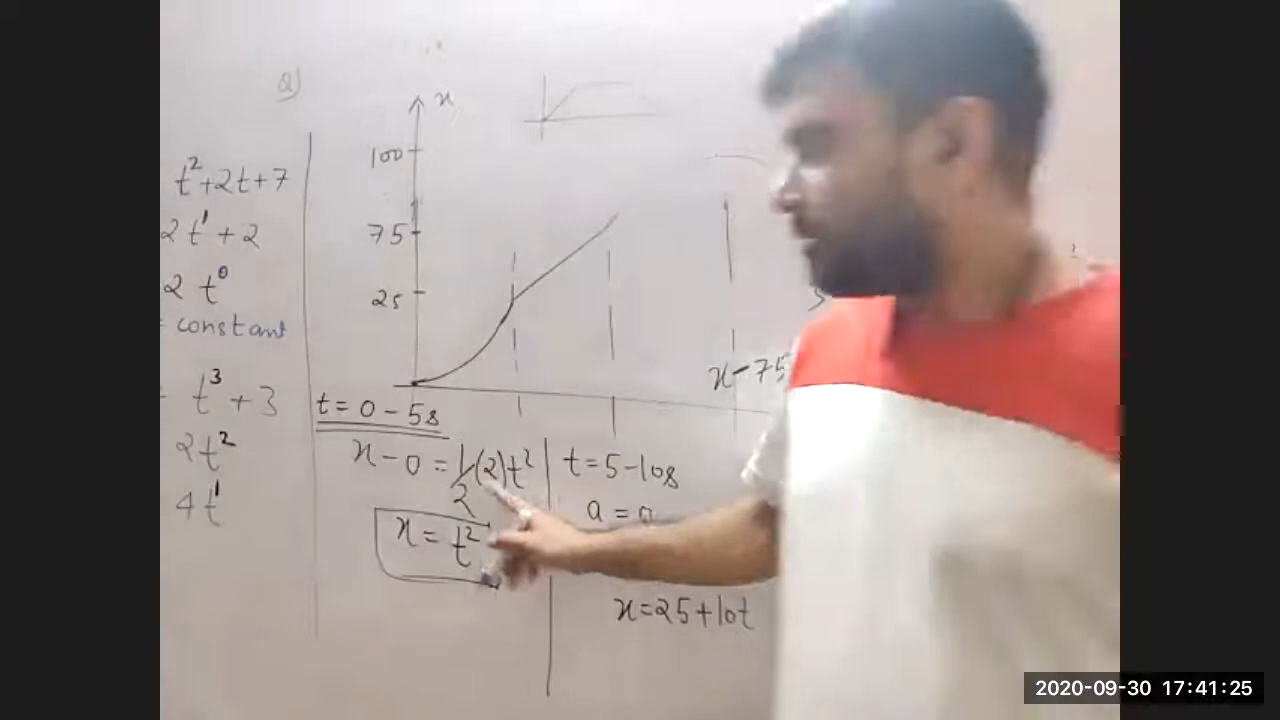 Q)
t²+2t+7
2t¹+2
2t⁰
= constant
t³+3
2t²
4t¹
x
100
75
25
t=0-5s
x-0=1/2(2)t²
x=t²
t=5-10s
a=0
x=25+10t
x-75
2020-09-30 17:41:25